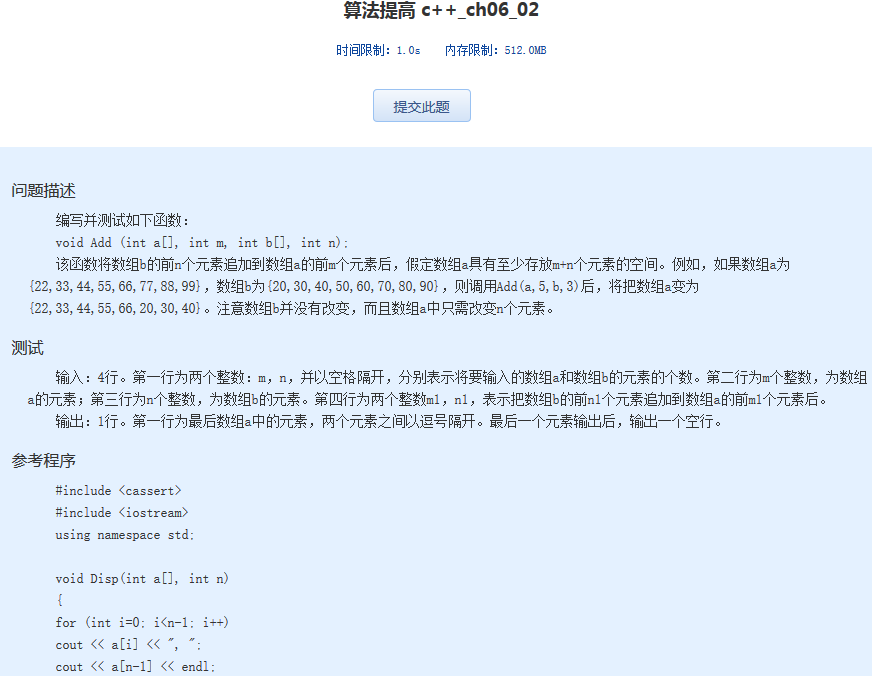 算法提高 c++_ch06_02
时间限制：1.0s 内存限制：512.0MB
提交此题
问题描述
编写并测试如下函数：
void Add (int a[], int m, int b[], int n);
该函数将数组b的前n个元素追加到数组a的前m个元素后，假定数组a具有至少存放m+n个元素的空间。例如，如果数组a为
{22,33,44,55,66,77,88,99}，数组b为{20,30,40,50,60,70,80,90}，则调用Add(a,5,b,3)后，将把数组a变为
{22,33,44,55,66,20,30,40}。注意数组b并没有改变，而且数组a中只需改变n个元素。
测试
输入：4行。第一行为两个整数：m，n，并以空格隔开，分别表示将要输入的数组a和数组b的元素的个数。第二行为m个整数，为数组
a的元素；第三行为n个整数，为数组b的元素。第四行为两个整数m1，n1，表示把数组b的前n1个元素追加到数组a的前m1个元素后。
输出：1行。第一行为最后数组a中的元素，两个元素之间以逗号隔开。最后一个元素输出后，输出一个空行。
参考程序
#include <cassert>
#include <iostream>
using namespace std;
void Disp(int a[], int n)
{
for (int i=0; i<n-1; i++)
cout << a[i] << ", ";
cout << a[n-1] << endl;